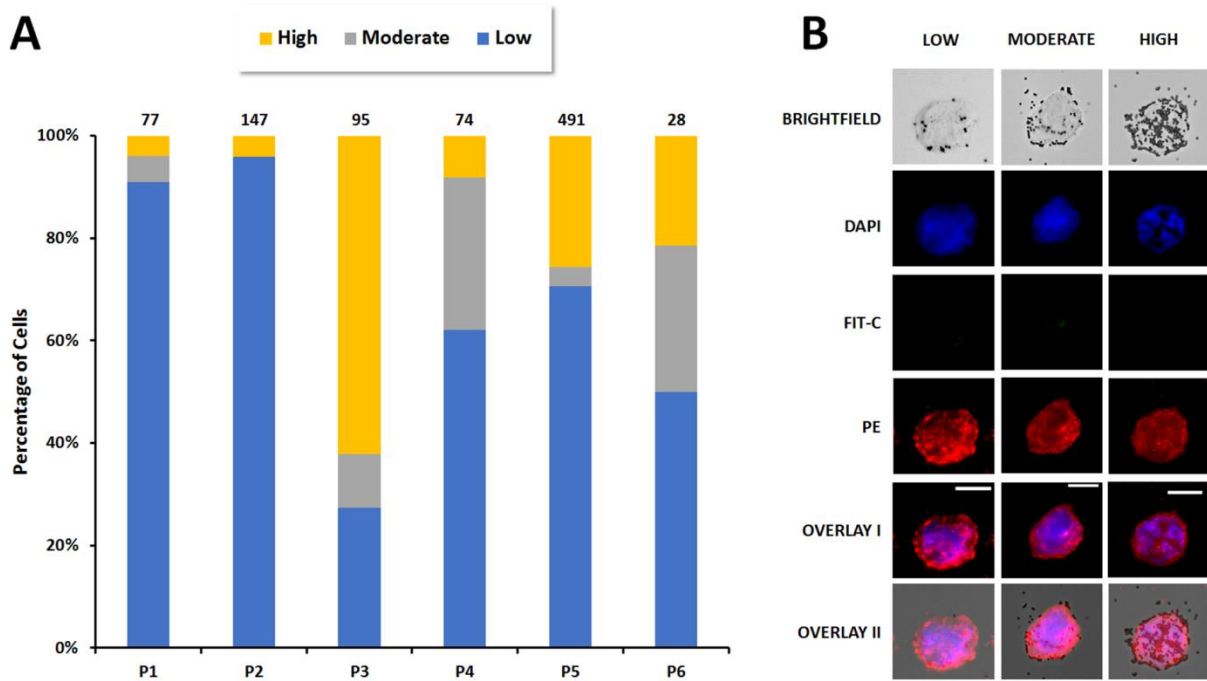 A
High Moderate Low
77 147 95 74 491 28
100%
80%
60%
40%
20%
0%
Percentage of Cells
P1 P2 P3 P4 P5 P6
B
LOW MODERATE HIGH
BRIGHTFIELD
DAPI
FIT-C
PE
OVERLAY I
OVERLAY II